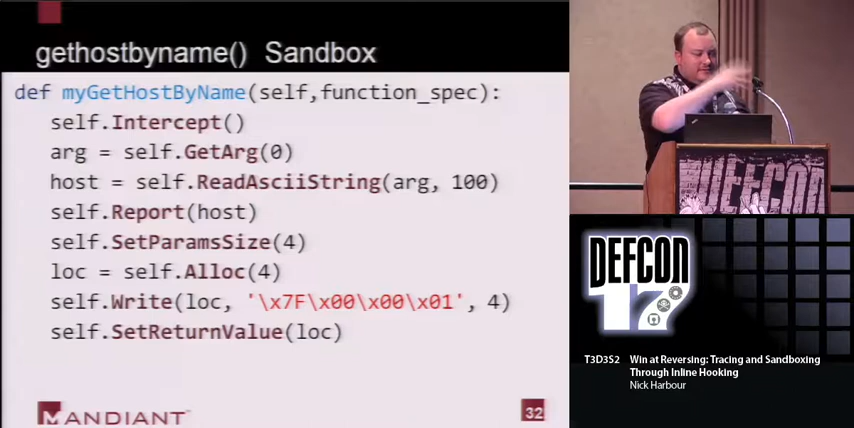 gethostbyname() Sandbox
def myGetHostByName(self,function_spec):
self.Intercept()
arg = self.GetArg(0)
host = self.ReadAsciiString(arg, 100)
self.Report(host)
self.SetParamsSize(4)
loc = self.Alloc(4)
self.Write(loc, '\x7F\x00\x00\x01', 4)
self.SetReturnValue(loc)
MANDIANT
32
DEFCON
DEFCON
17
T3D3S2 Win at Reversing: Tracing and Sandboxing
Through Inline Hooking
Nick Harbour